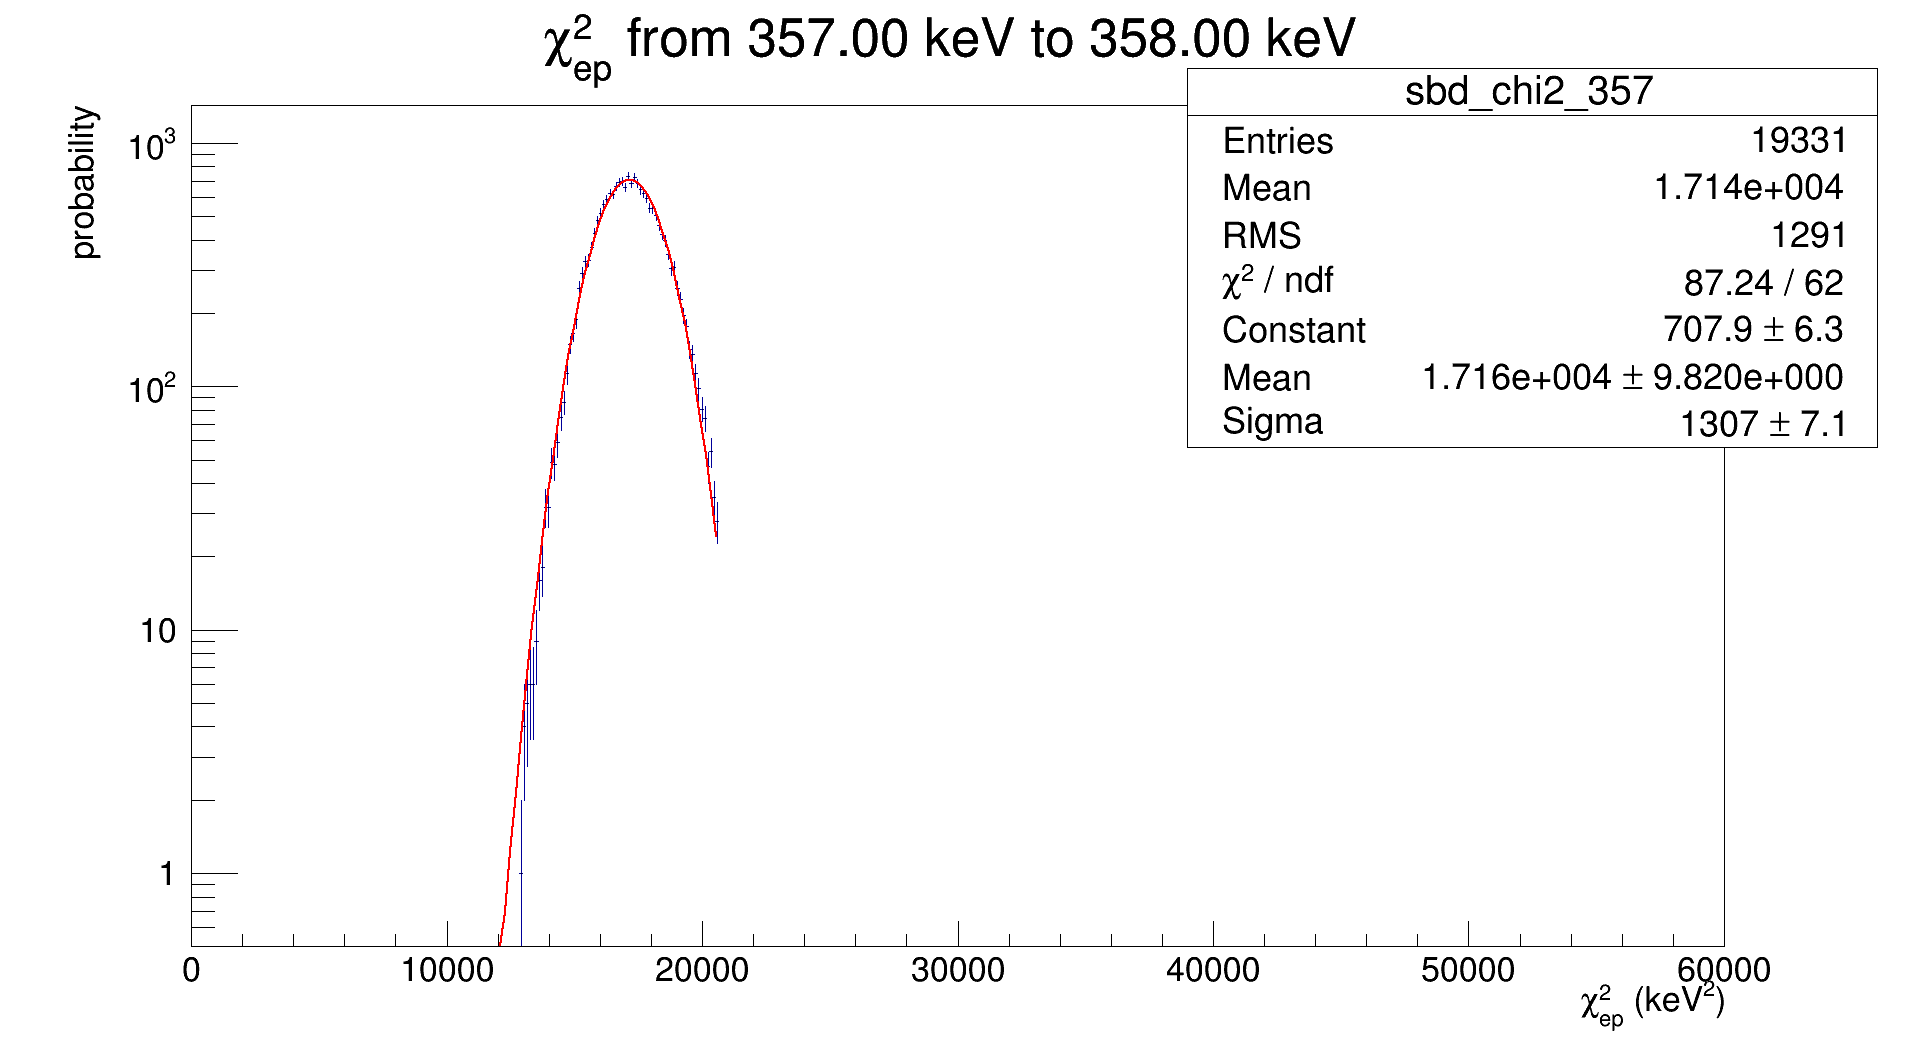 χ²ep from 357.00 keV to 358.00 keV
sbd_chi2_357
Entries 19331
Mean 1.714e+004
RMS 1291
χ² / ndf 87.24 / 62
Constant 707.9 ± 6.3
Mean 1.716e+004 ± 9.820e+000
Sigma 1307 ± 7.1
probability
10³
10²
10
1
0 10000 20000 30000 40000 50000 60000
χ²ep (keV²)